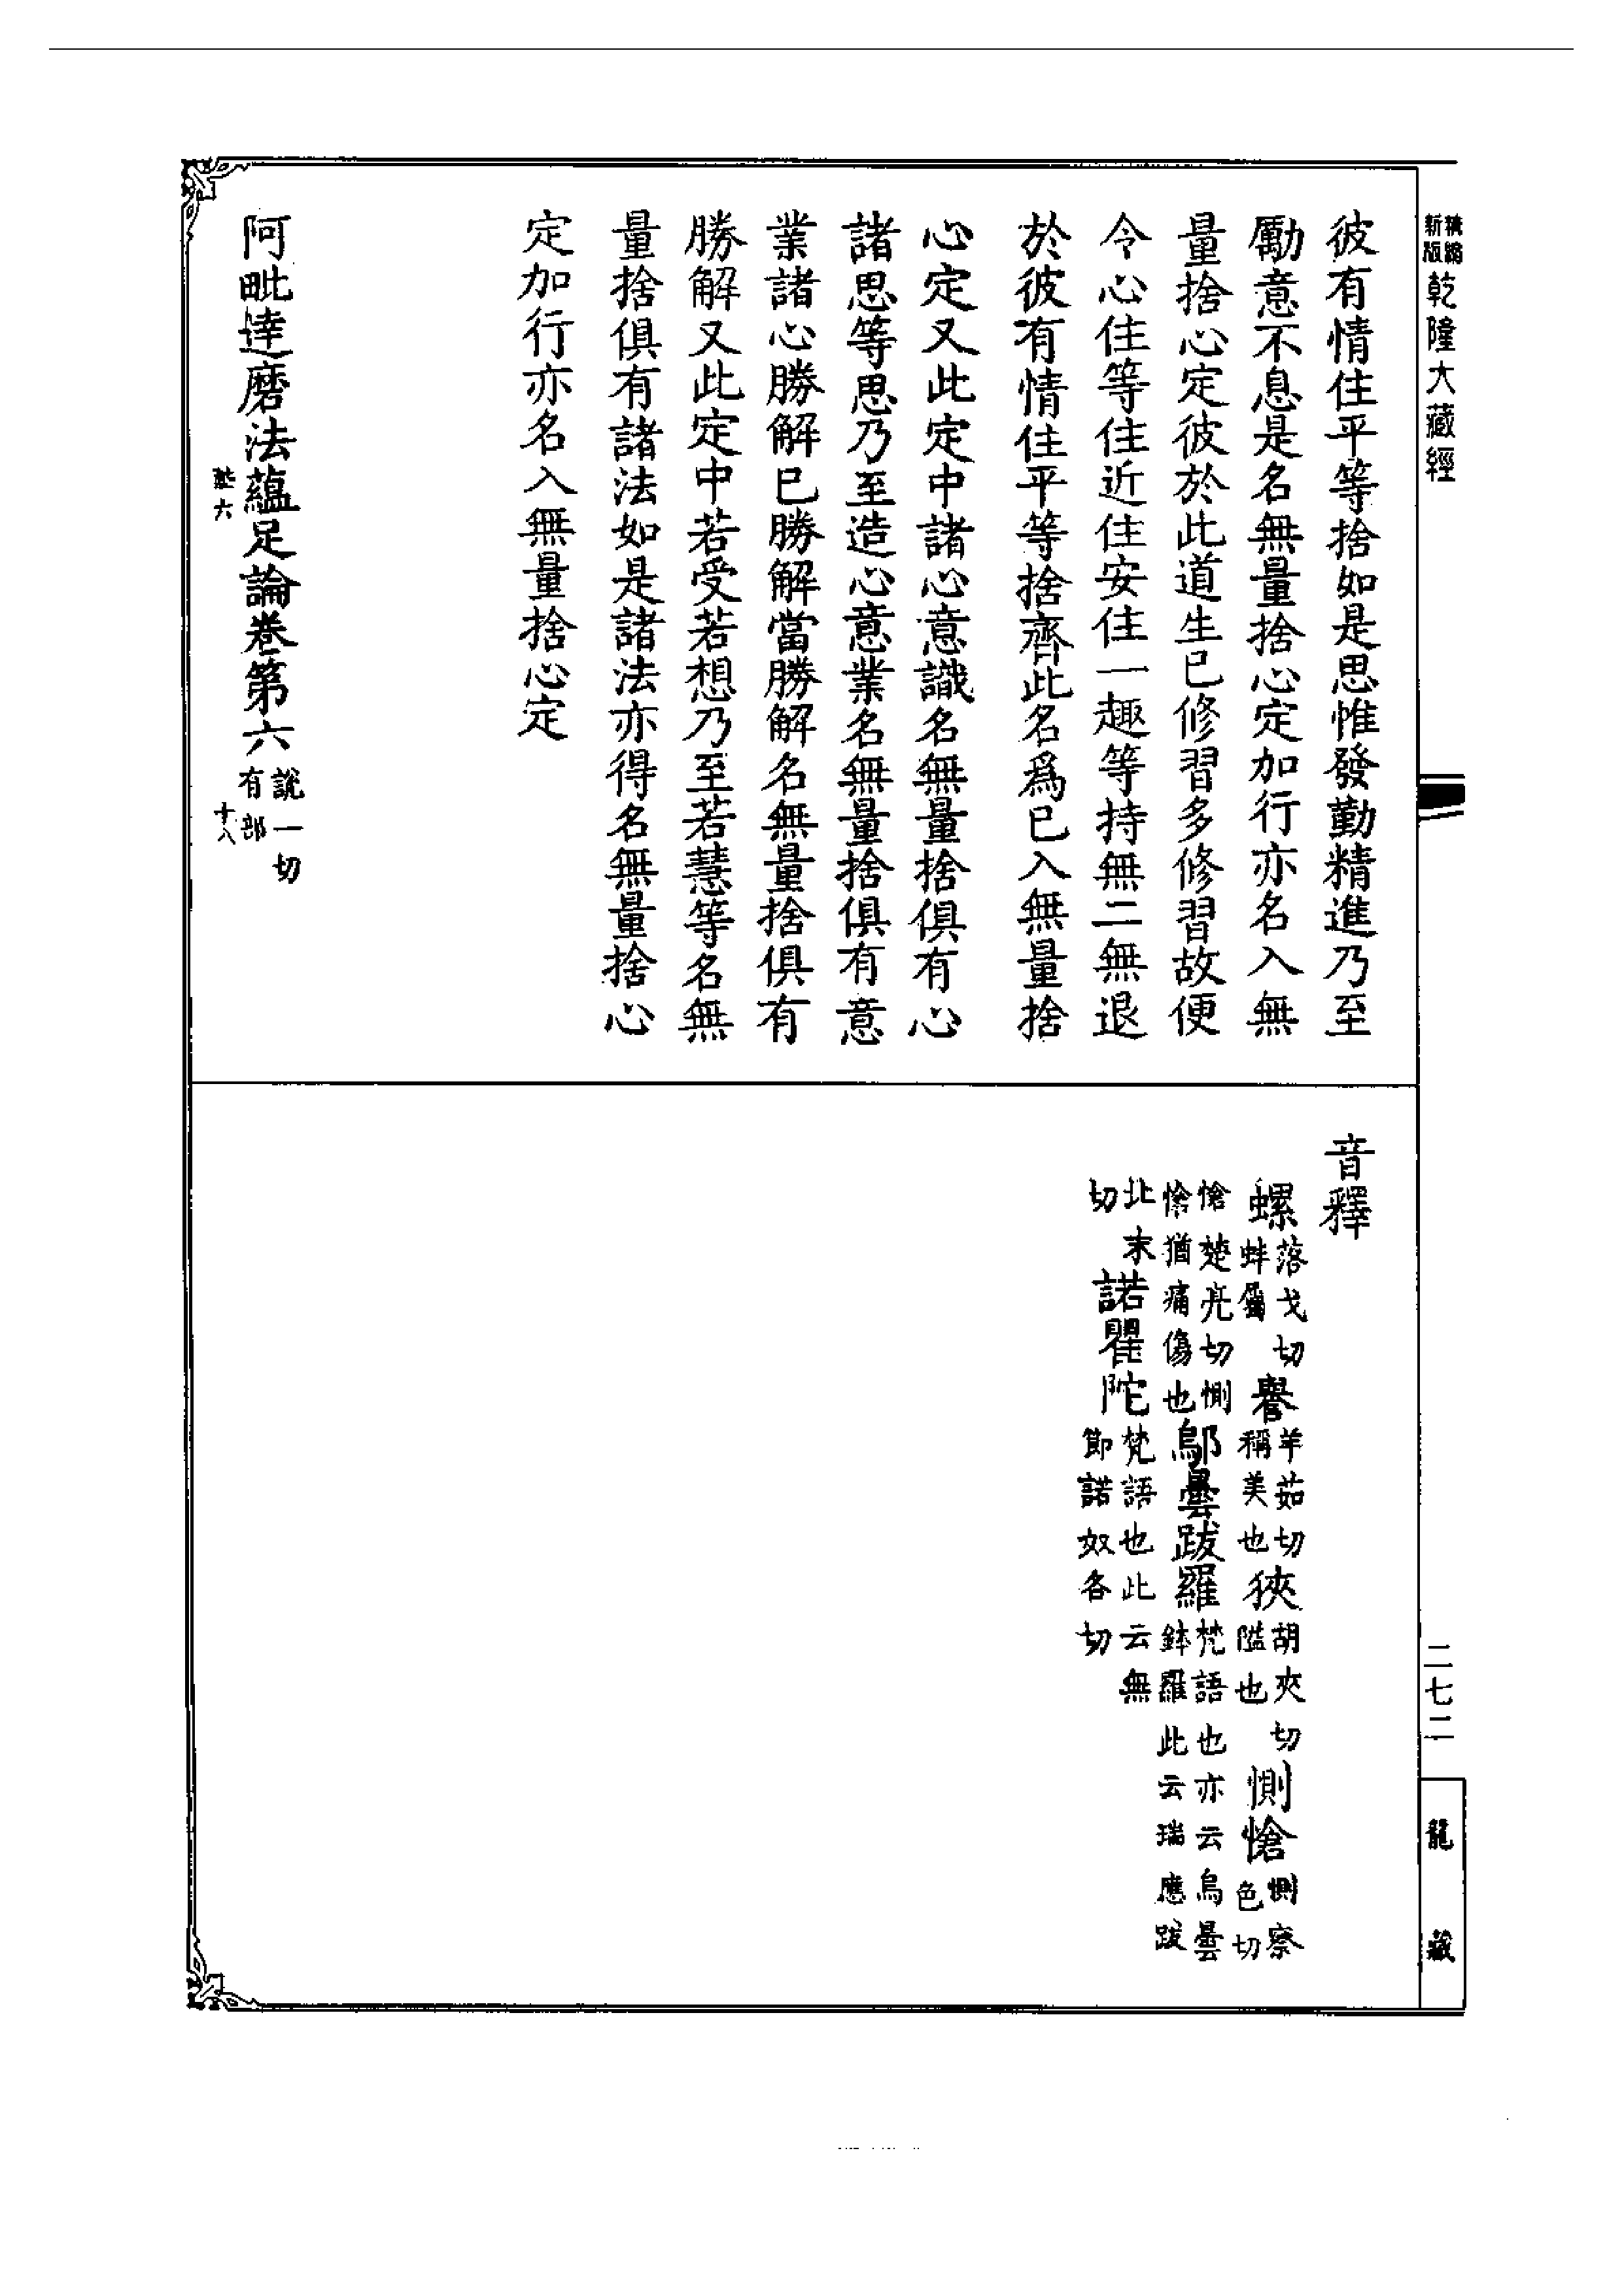 新版精編乾隆大藏經
彼有情住平等捨如是思惟發勤精進乃至
勵意不息是名無量捨心定加行亦名入無
量捨心定彼於此道生已修習多修習故便
令心住等住近住安住一趣等持無二無退
於彼有情住平等捨齊此名爲已入無量捨
心定又此定中諸心意識名無量捨俱有心
諸思等思乃至造心意業名無量捨俱有意
業諸心勝解已勝解當勝解名無量捨俱有
勝解又此定中若受若想乃至若慧等名無
量捨俱有諸法如是諸法亦得名無量捨心
定加行亦名入無量捨心定
阿毗達磨法蘊足論卷第六
說一切
有部
六
十八
音釋
螺
落戈切
蚌屬
譽
羊茹切
稱美也
狹
胡夾切
隘也
惻愴
惻察
色切
愴楚亮切惻
愴猶痛傷也
鄔曇跋羅
梵語也亦云烏曇
鉢羅此云瑞應跋
北末
切
諾瞿陀
梵語也此云無
節諾奴各切
二七二
龍藏